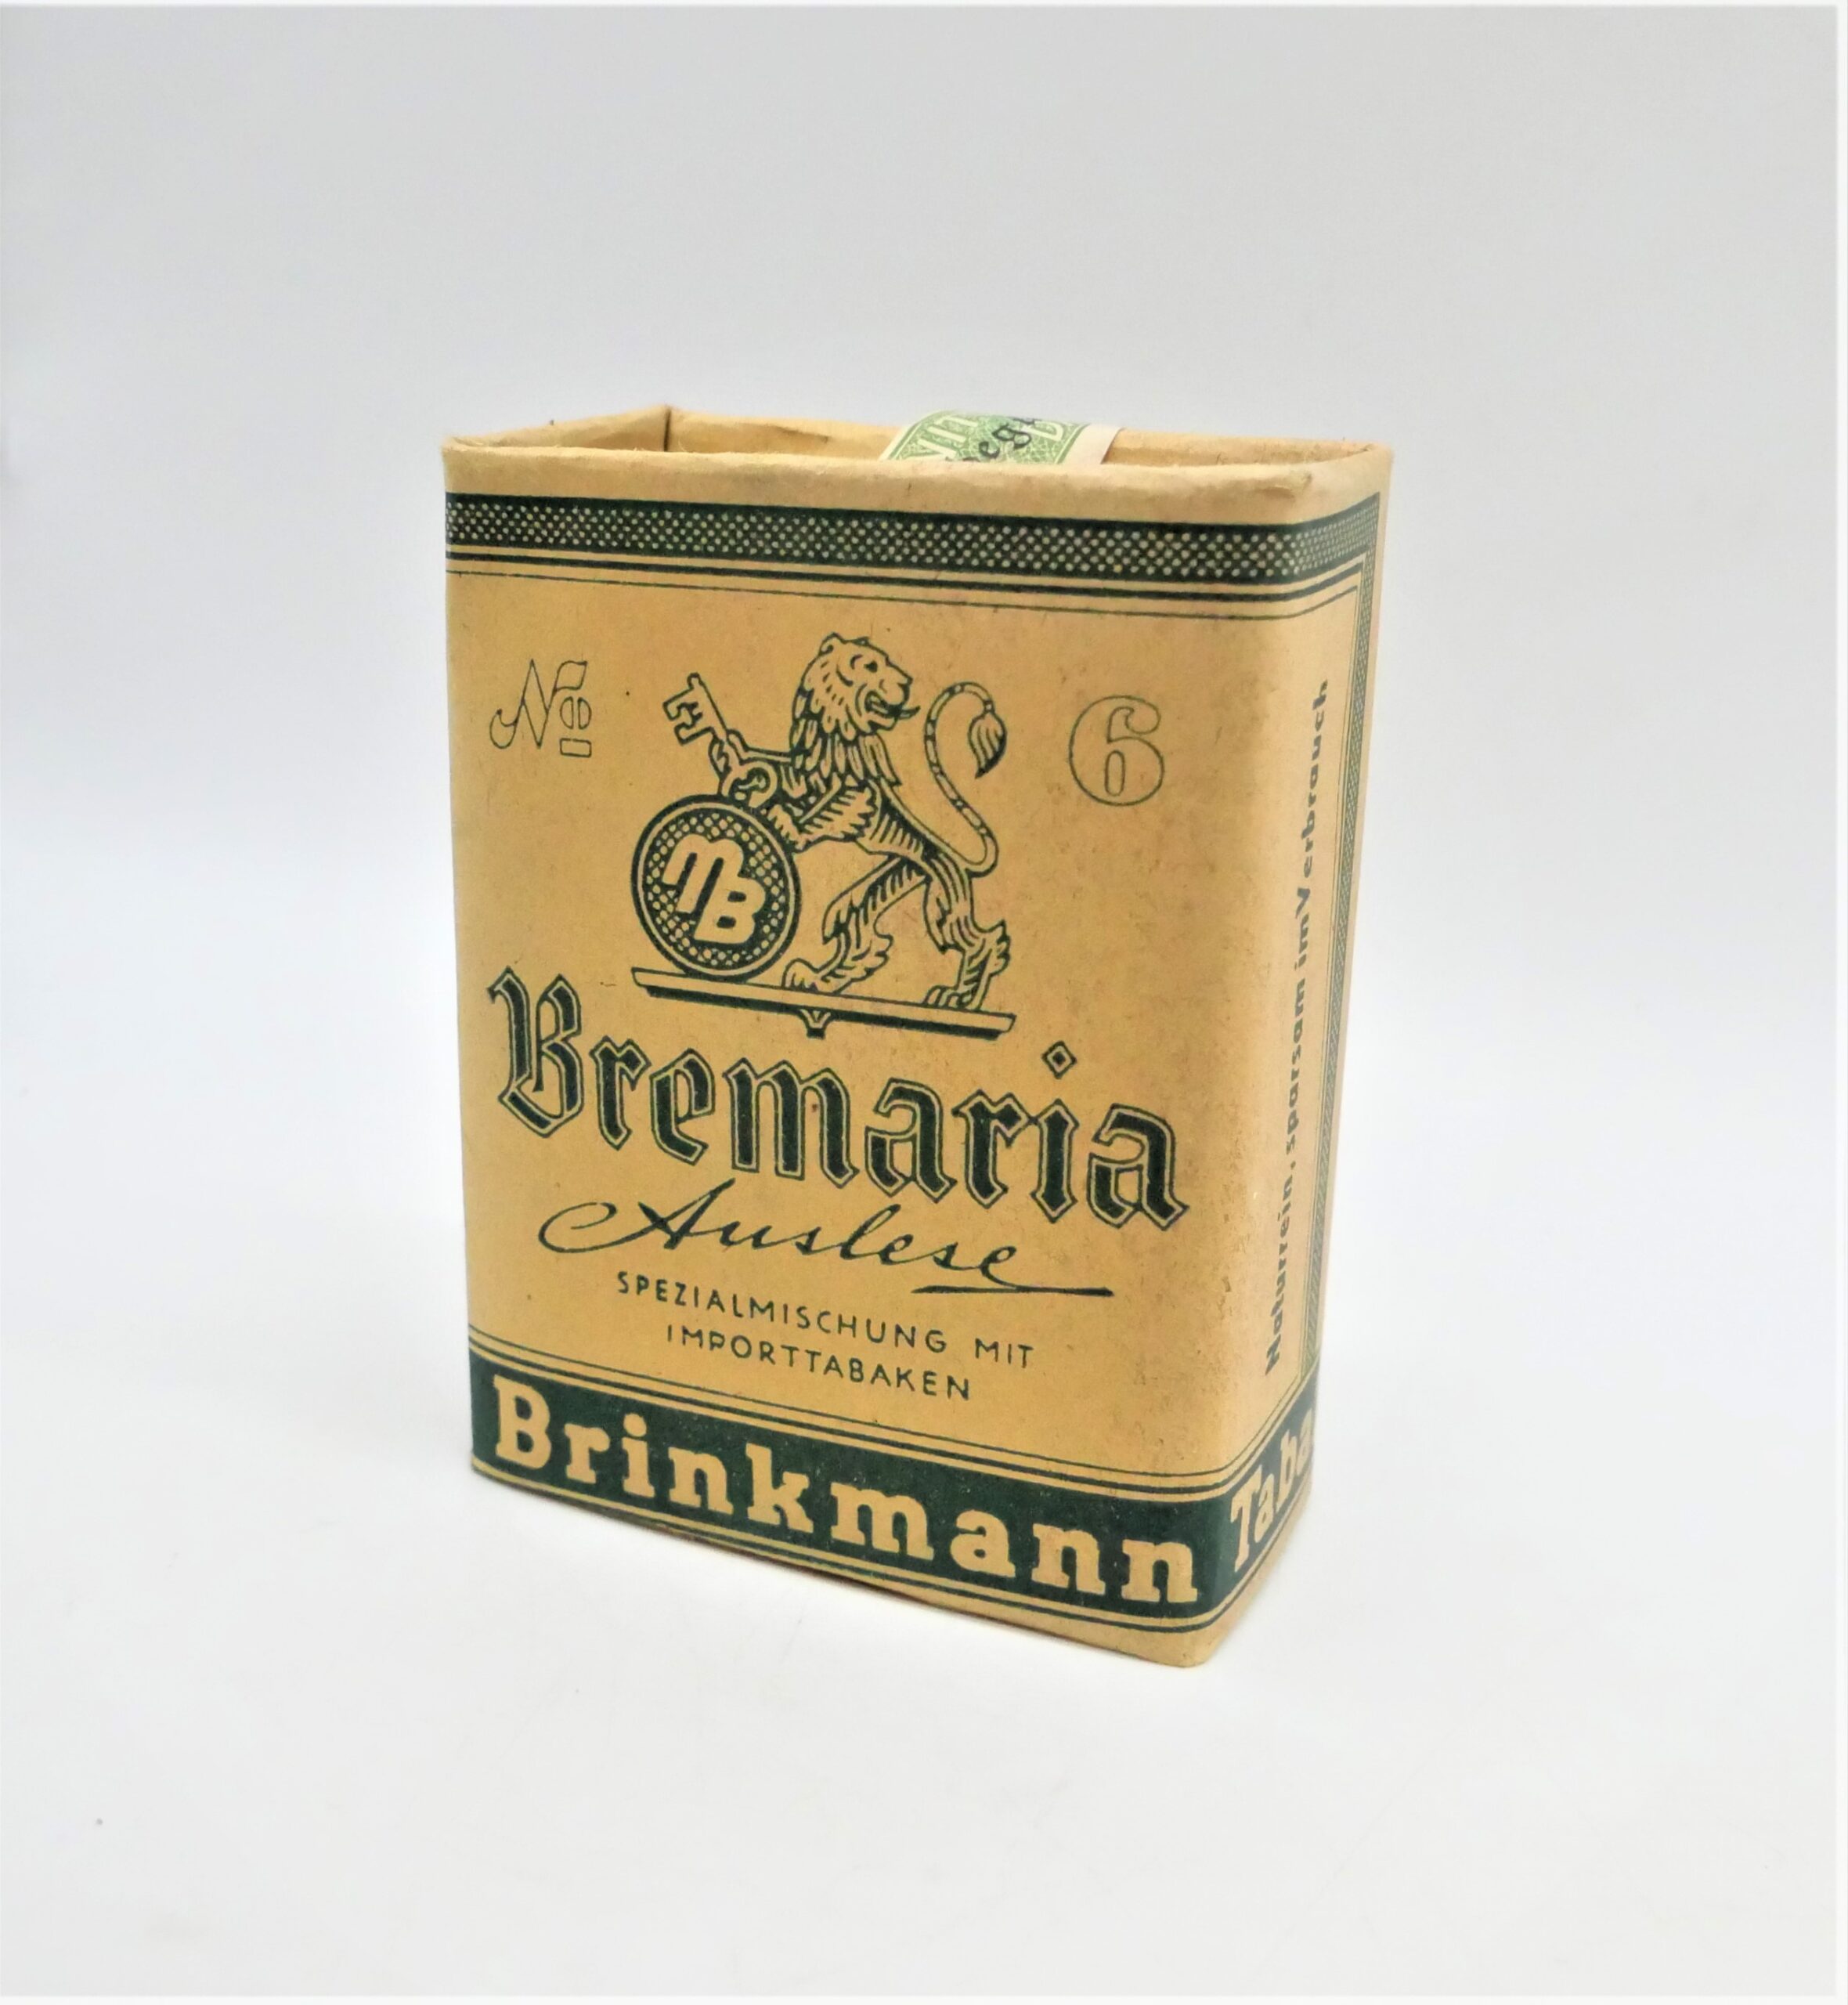 No 6
MB
Bremaria
Auslese
SPEZIALMISCHUNG MIT
IMPORTTABAKEN
Brinkmann
Naturrein, sparsam im Verbrauch